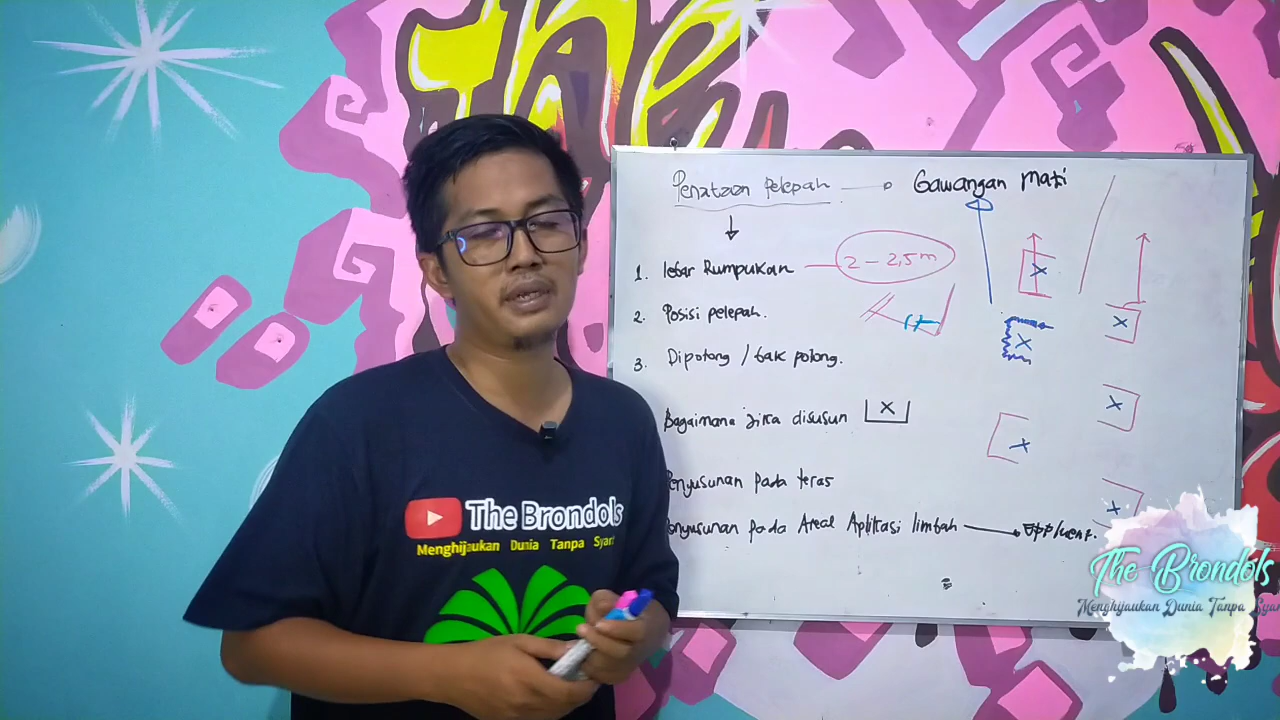 Penataan Pelepah → Gawangan mati
1. lebar Rumpukan — 2 - 2,5 m
2. Posisi pelepah.
3. Dipotong / tak potong.
Bagaimana jika disusun X
Penyusunan pada teras
Penyusunan pada Areal Aplikasi limbah →
The Brondols
Menghijaukan Dunia Tanpa Syarat
The Brondols
Menghijaukan Dunia Tanpa Syar